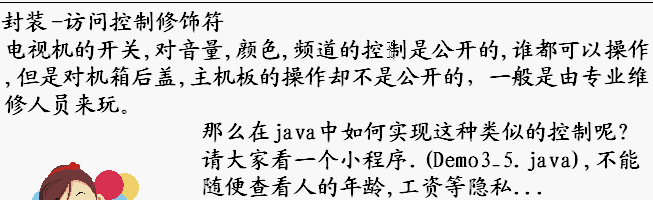 封装-访问控制修饰符
电视机的开关,对音量,颜色,频道的控制是公开的,谁都可以操作
,但是对机箱后盖,主机板的操作却不是公开的，一般是由专业维
修人员来玩。
那么在java中如何实现这种类似的控制呢？
请大家看一个小程序.(Demo3_5.java),不能
随便查看人的年龄,工资等隐私...